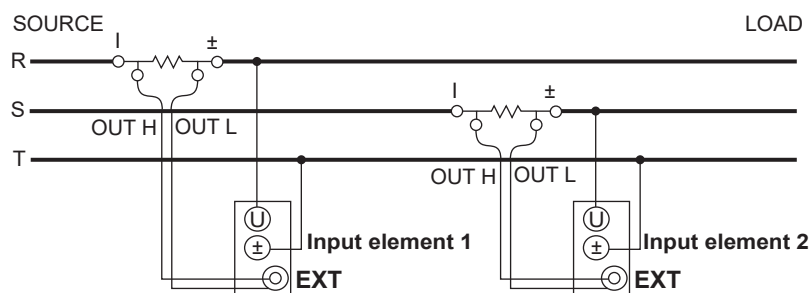 SOURCE LOAD
I ± 
R
I ±
S
OUT H OUT L
T
OUT H OUT L
U U
± Input element 1 ± Input element 2
EXT EXT